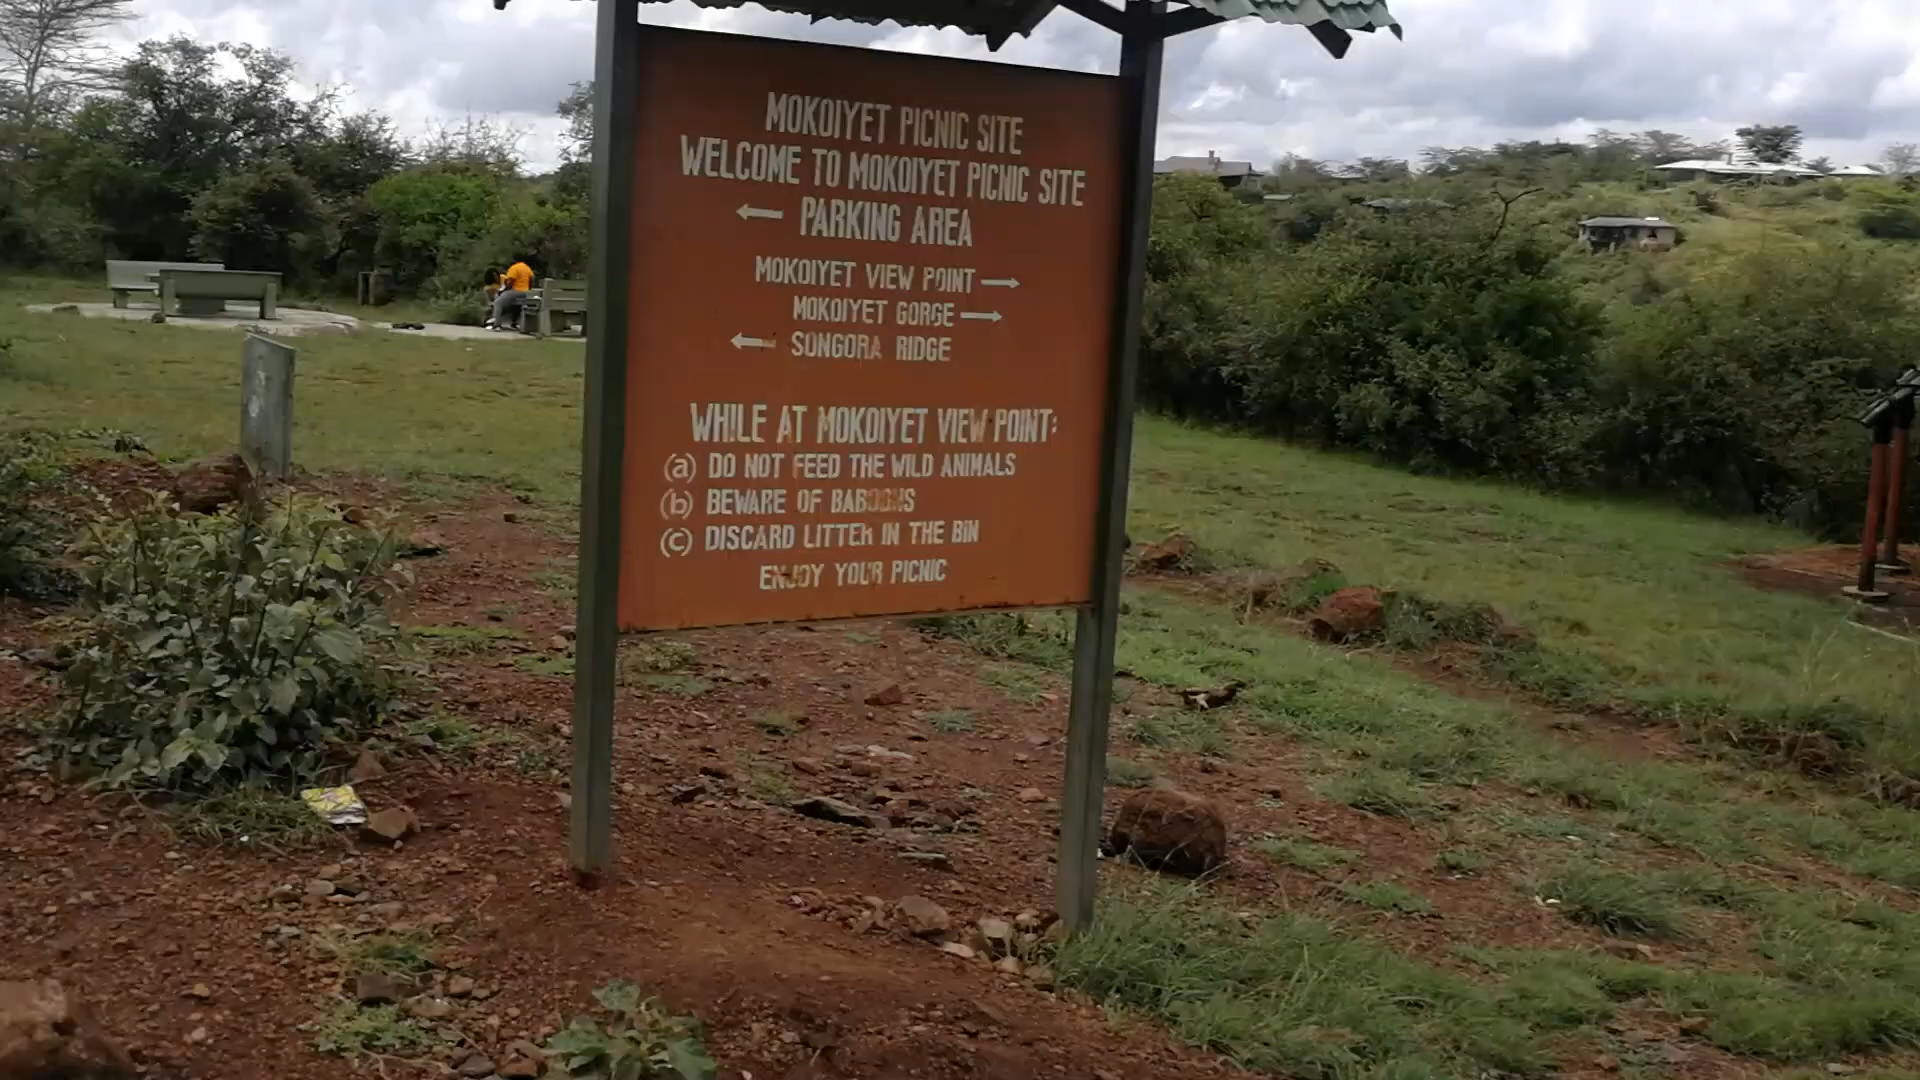 MOKOIYET PICNIC SITE
WELCOME TO MOKOIYET PICNIC SITE
← PARKING AREA
MOKOIYET VIEW POINT →
MOKOIYET GORGE →
← SONGORA RIDGE
WHILE AT MOKOIYET VIEW POINT:
(a) DO NOT FEED THE WILD ANIMALS
(b) BEWARE OF BABOONS
(c) DISCARD LITTER IN THE BIN
ENJOY YOUR PICNIC